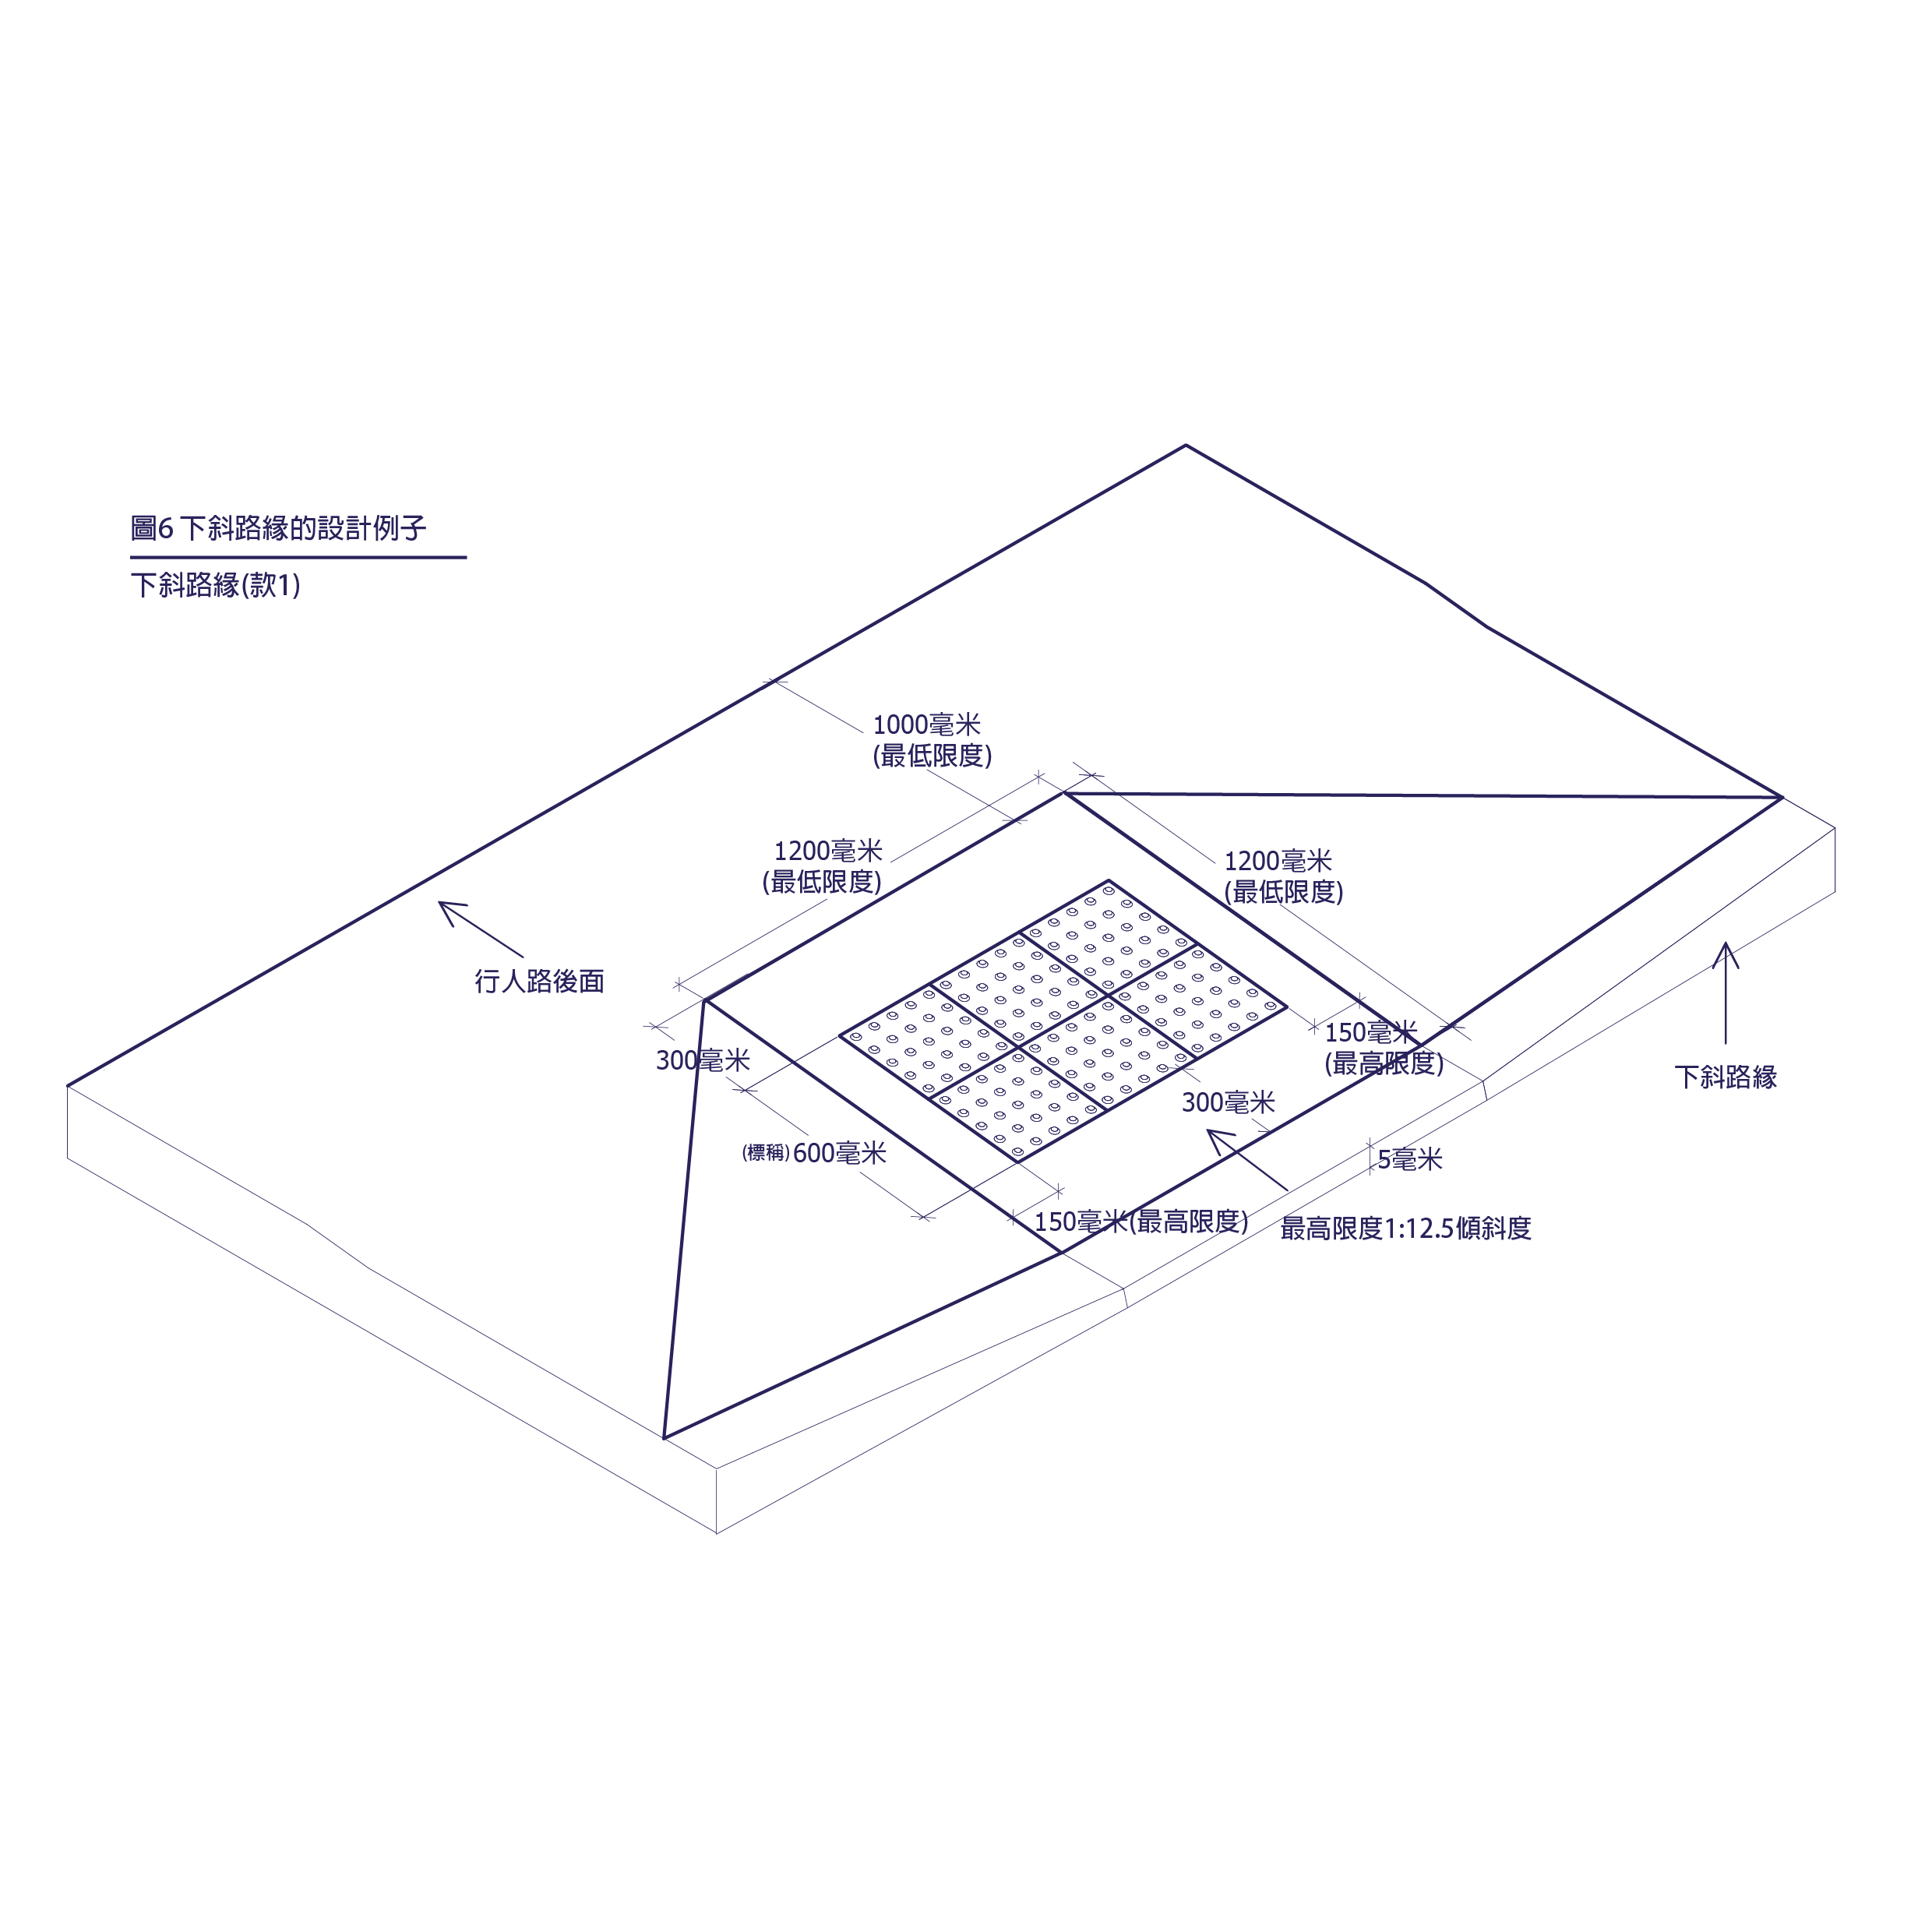 圖6 下斜路緣的設計例子
下斜路緣(款1)
1000毫米
(最低限度)
1200毫米
(最低限度)
1200毫米
(最低限度)
行人路後面
300毫米
150毫米
(最高限度)
下斜路緣
300毫米
(標稱)600毫米
5毫米
150毫米(最高限度)
最高限度1:12.5傾斜度